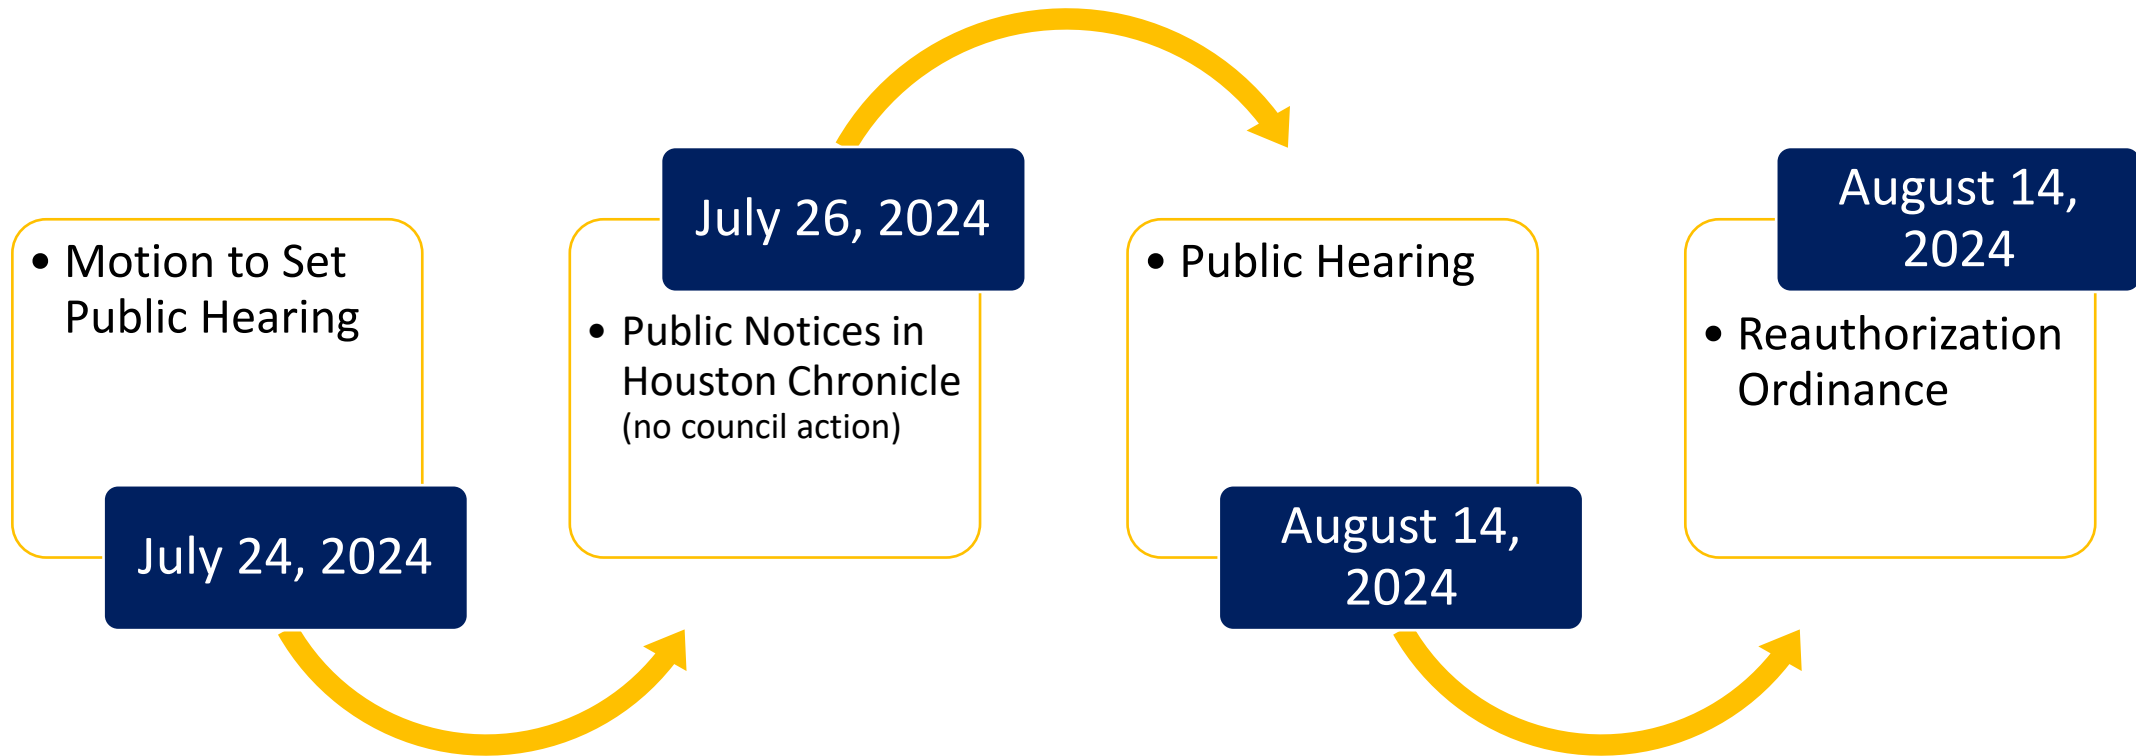 • Motion to Set
Public Hearing
July 24, 2024
July 26, 2024
• Public Notices in
Houston Chronicle
(no council action)
• Public Hearing
August 14,
2024
August 14,
2024
• Reauthorization
Ordinance